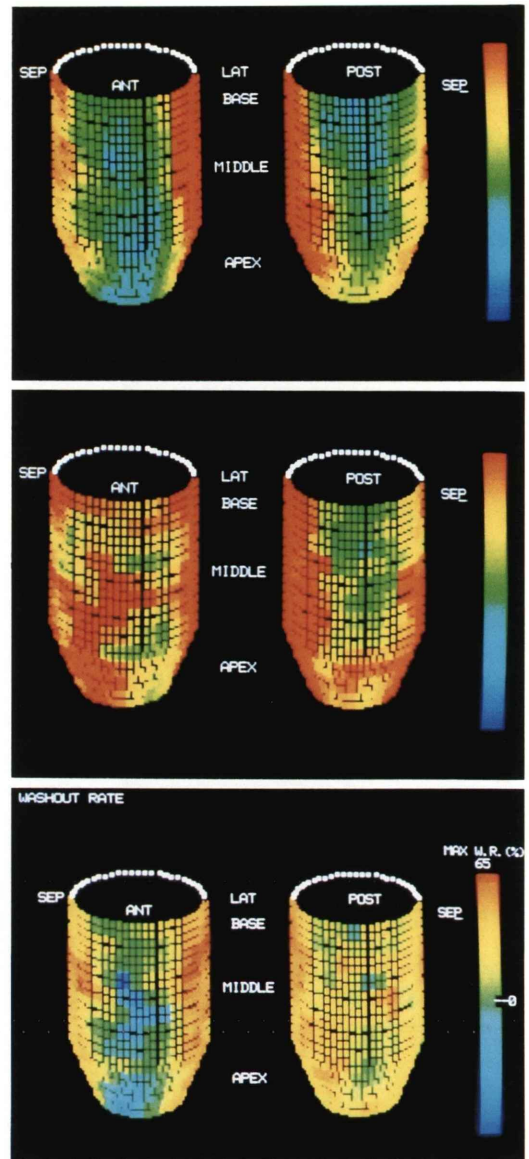 SEP ANT LAT POST SEP
BASE
MIDDLE
APEX
SEP ANT LAT POST SEP
BASE
MIDDLE
APEX
WASHOUT RATE
MAX W.R.(%)
65
SEP ANT LAT POST SEP
BASE
MIDDLE
0
APEX